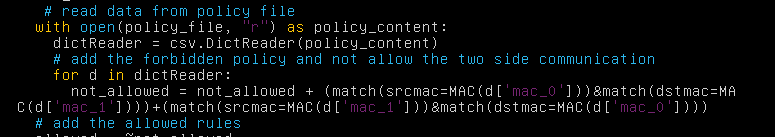 # read data from policy file
with open(policy_file, "r") as policy_content:
dictReader = csv.DictReader(policy_content)
# add the forbidden policy and not allow the two side communication
for d in dictReader:
not_allowed = not_allowed + (match(srcmac=MAC(d['mac_0']))&match(dstmac=MA
C(d['mac_1'])))+(match(srcmac=MAC(d['mac_1']))&match(dstmac=MAC(d['mac_0'])))
# add the allowed rules
allowed = ~not_allowed